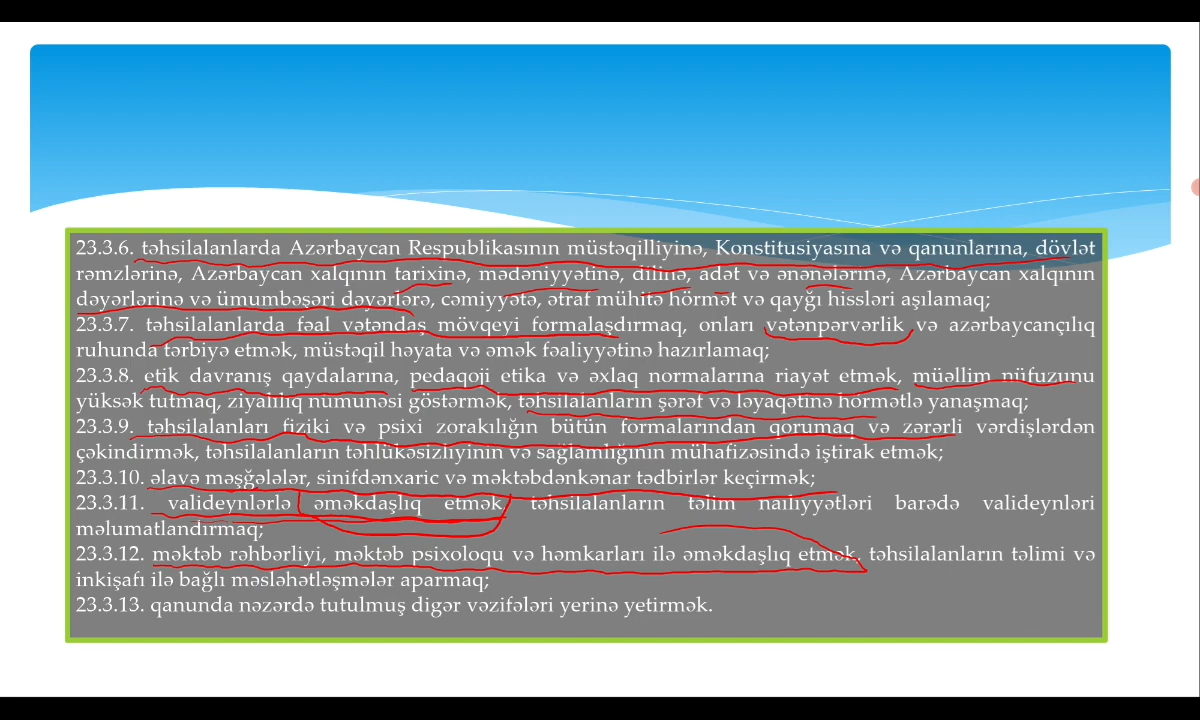 23.3.6. təhsilalanlarda Azərbaycan Respublikasının müstəqilliyinə, Konstitusiyasına və qanunlarına, dövlət
rəmzlərinə, Azərbaycan xalqının tarixinə, mədəniyyətinə, dilinə, adət və ənənələrinə, Azərbaycan xalqının
dəyərlərinə və ümumbəşəri dəyərlərə, cəmiyyətə, ətraf mühitə hörmət və qayğı hissləri aşılamaq;
23.3.7. təhsilalanlarda fəal vətəndaş mövqeyi formalaşdırmaq, onları vətənpərvərlik və azərbaycançılıq
ruhunda tərbiyə etmək, müstəqil həyata və əmək fəaliyyətinə hazırlamaq;
23.3.8. etik davranış qaydalarına, pedaqoji etika və əxlaq normalarına riayət etmək, müəllim nüfuzunu
yüksək tutmaq, ziyalılıq nümunəsi göstərmək, təhsilalanların şərəf və ləyaqətinə hörmətlə yanaşmaq;
23.3.9. təhsilalanları fiziki və psixi zorakılığın bütün formalarından qorumaq və zərərli vərdişlərdən
çəkindirmək, təhsilalanların təhlükəsizliyinin və sağlamlığının mühafizəsində iştirak etmək;
23.3.10. əlavə məşğələlər, sinifdənxaric və məktəbdənkənar tədbirlər keçirmək;
23.3.11. valideynlərlə əməkdaşlıq etmək, təhsilalanların təlim nailiyyətləri barədə valideynləri
məlumatlandırmaq;
23.3.12. məktəb rəhbərliyi, məktəb psixoloqu və həmkarları ilə əməkdaşlıq etmək, təhsilalanların təlimi və
inkişafı ilə bağlı məsləhətləşmələr aparmaq;
23.3.13. qanunda nəzərdə tutulmuş digər vəzifələri yerinə yetirmək.